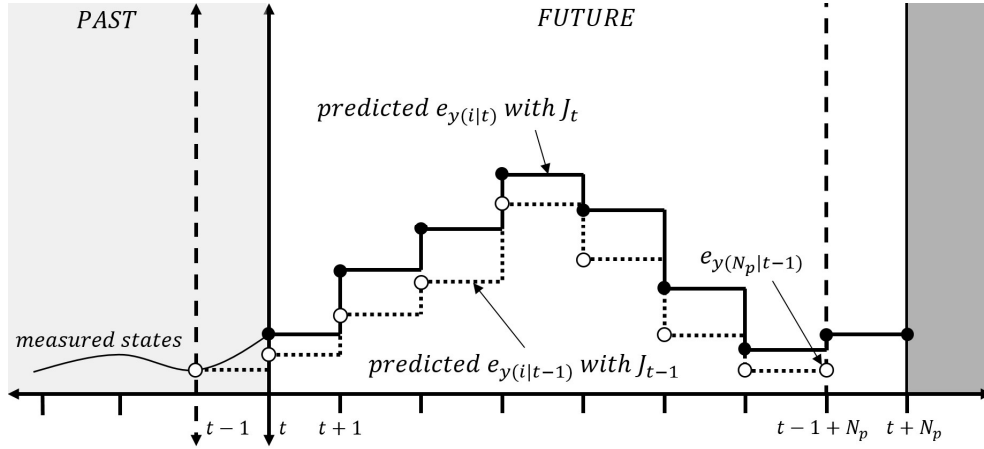 PAST
FUTURE
predicted e_{y(i|t)} with J_t
e_{y(N_p|t−1)}
measured states
predicted e_{y(i|t−1)} with J_{t−1}
t − 1
t
t + 1
t − 1 + N_p
t + N_p